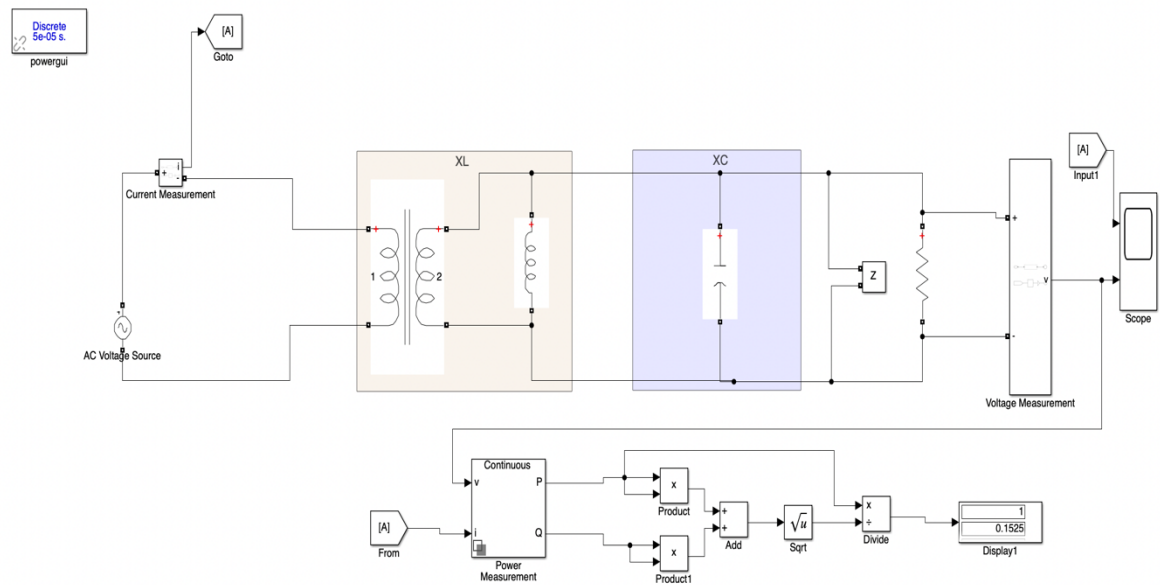 Discrete
5e-05 s.
powergui
[A]
Goto
+
i
-
Current Measurement
AC Voltage Source
XL
+
+
1
2
+
XC
+
Z
+
+
v
-
Voltage Measurement
[A]
Input1
Scope
Continuous
v
P
i
Q
Power
Measurement
[A]
From
x
Product
x
Product1
+
+
Add
√u
Sqrt
x
÷
Divide
1
0.1525
Display1